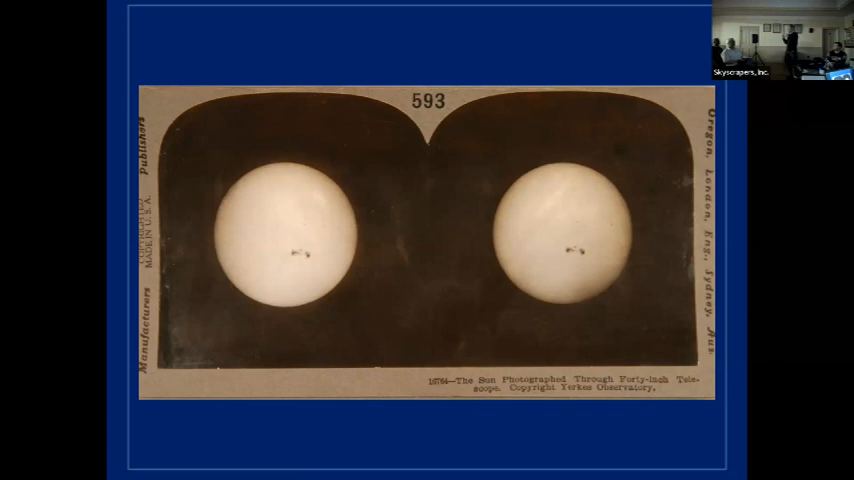 Skyscrapers, Inc.
593
Publishers
COPYRIGHTED
MADE IN U. S. A.
Manufacturers
Oregon, London, Eng., Sydney, Aus.
16764—The Sun Photographed Through Forty-inch Tele-
scope. Copyright Yerkes Observatory.